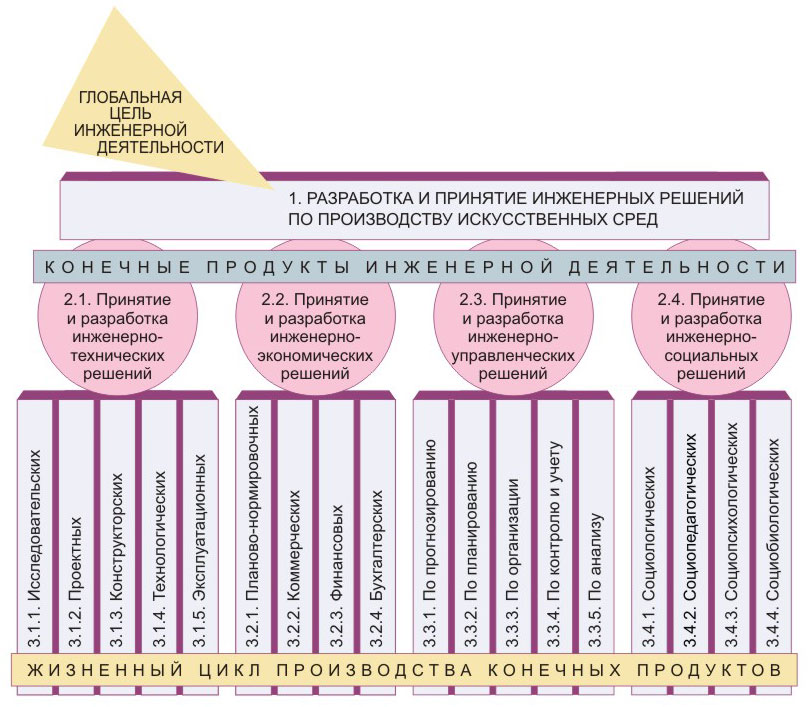 ГЛОБАЛЬНАЯ
ЦЕЛЬ
ИНЖЕНЕРНОЙ
ДЕЯТЕЛЬНОСТИ
1. РАЗРАБОТКА И ПРИНЯТИЕ ИНЖЕНЕРНЫХ РЕШЕНИЙ
ПО ПРОИЗВОДСТВУ ИСКУССТВЕННЫХ СРЕД
КОНЕЧНЫЕ ПРОДУКТЫ ИНЖЕНЕРНОЙ ДЕЯТЕЛЬНОСТИ
2.1. Принятие
и разработка
инженерно-
технических
решений
2.2. Принятие
и разработка
инженерно-
экономических
решений
2.3. Принятие
и разработка
инженерно-
управленческих
решений
2.4. Принятие
и разработка
инженерно-
социальных
решений
3.1.1. Исследовательских
3.1.2. Проектных
3.1.3. Конструкторских
3.1.4. Технологических
3.1.5. Эксплуатационных
3.2.1. Планово-нормировочных
3.2.2. Коммерческих
3.2.3. Финансовых
3.2.4. Бухгалтерских
3.3.1. По прогнозированию
3.3.2. По планированию
3.3.3. По организации
3.3.4. По контролю и учету
3.3.5. По анализу
3.4.1. Социологических
3.4.2. Социопедагогических
3.4.3. Социопсихологических
3.4.4. Социобиологических
ЖИЗНЕННЫЙ ЦИКЛ ПРОИЗВОДСТВА КОНЕЧНЫХ ПРОДУКТОВ